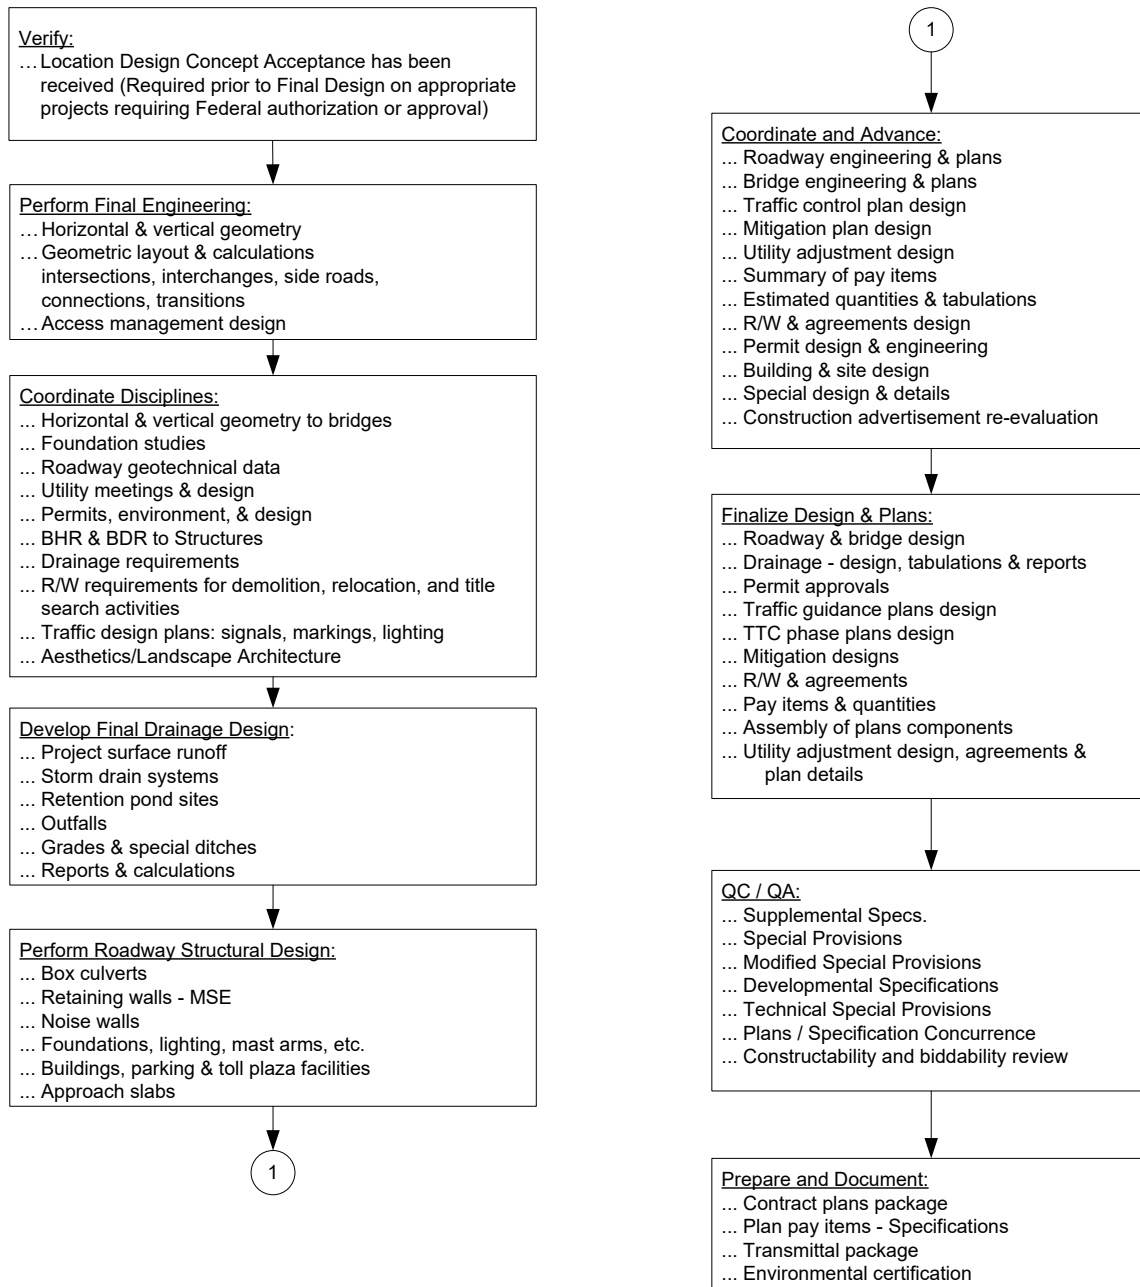 Verify:
…Location Design Concept Acceptance has been
received (Required prior to Final Design on appropriate
projects requiring Federal authorization or approval)
Perform Final Engineering:
…Horizontal & vertical geometry
…Geometric layout & calculations
intersections, interchanges, side roads,
connections, transitions
…Access management design
Coordinate Disciplines:
... Horizontal & vertical geometry to bridges
... Foundation studies
... Roadway geotechnical data
... Utility meetings & design
... Permits, environment, & design
... BHR & BDR to Structures
... Drainage requirements
... R/W requirements for demolition, relocation, and title
search activities
... Traffic design plans: signals, markings, lighting
... Aesthetics/Landscape Architecture
Develop Final Drainage Design:
... Project surface runoff
... Storm drain systems
... Retention pond sites
... Outfalls
... Grades & special ditches
... Reports & calculations
Perform Roadway Structural Design:
... Box culverts
... Retaining walls - MSE
... Noise walls
... Foundations, lighting, mast arms, etc.
... Buildings, parking & toll plaza facilities
... Approach slabs
1
1
Coordinate and Advance:
... Roadway engineering & plans
... Bridge engineering & plans
... Traffic control plan design
... Mitigation plan design
... Utility adjustment design
... Summary of pay items
... Estimated quantities & tabulations
... R/W & agreements design
... Permit design & engineering
... Building & site design
... Special design & details
... Construction advertisement re-evaluation
Finalize Design & Plans:
... Roadway & bridge design
... Drainage - design, tabulations & reports
... Permit approvals
... Traffic guidance plans design
... TTC phase plans design
... Mitigation designs
... R/W & agreements
... Pay items & quantities
... Assembly of plans components
... Utility adjustment design, agreements &
plan details
QC / QA:
... Supplemental Specs.
... Special Provisions
... Modified Special Provisions
... Developmental Specifications
... Technical Special Provisions
... Plans / Specification Concurrence
... Constructability and biddability review
Prepare and Document:
... Contract plans package
... Plan pay items - Specifications
... Transmittal package
... Environmental certification